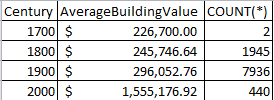 Century AverageBuildingValue COUNT(*)
1700 $ 226,700.00 2
1800 $ 245,746.64 1945
1900 $ 296,052.76 7936
2000 $ 1,555,176.92 440